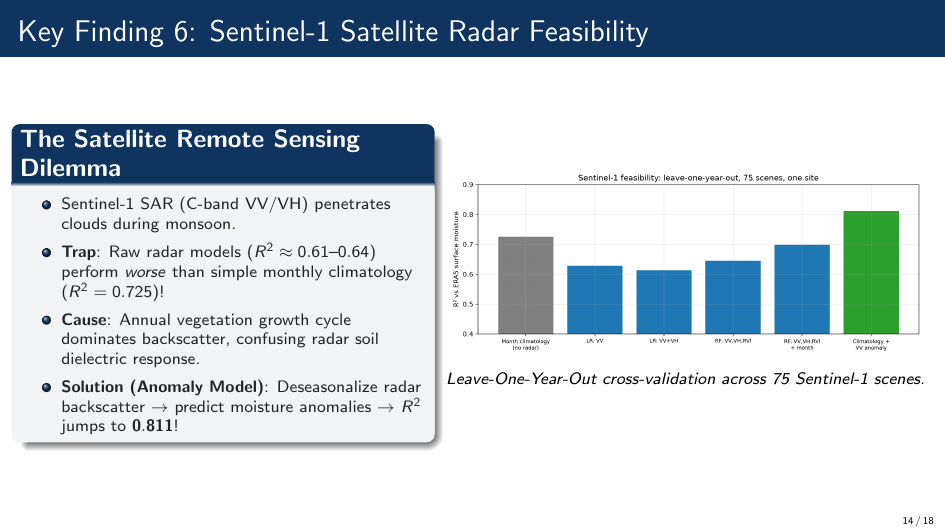 Key Finding 6: Sentinel-1 Satellite Radar Feasibility
The Satellite Remote Sensing
Dilemma
Sentinel-1 SAR (C-band VV/VH) penetrates
clouds during monsoon.
Trap: Raw radar models (R² ≈ 0.61–0.64)
perform worse than simple monthly climatology
(R² = 0.725)!
Cause: Annual vegetation growth cycle
dominates backscatter, confusing radar soil
dielectric response.
Solution (Anomaly Model): Deseasonalize radar
backscatter → predict moisture anomalies → R²
jumps to 0.811!
Sentinel-1 feasibility: leave-one-year-out, 75 scenes, one site
R² vs ERA5 surface moisture
0.9
0.8
0.7
0.6
0.5
0.4
Month climatology
(no radar)
LR: VV
LR: VV+VH
RF: VV,VH,RVI
RF: VV,VH,RVI
+ month
Climatology +
VV anomaly
Leave-One-Year-Out cross-validation across 75 Sentinel-1 scenes.
14 / 18